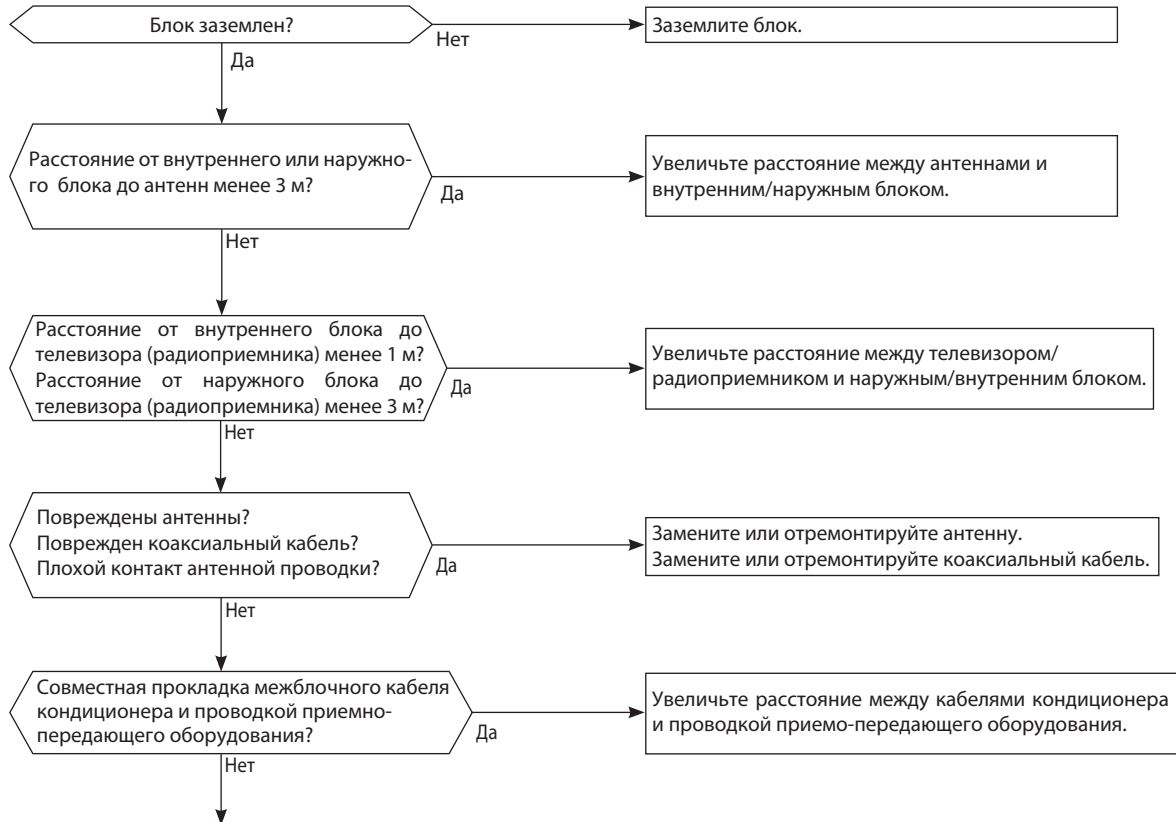 Блок заземлен?
Нет
Заземлите блок.
Да
Расстояние от внутреннего или наружно-
го блока до антенн менее 3 м?
Да
Увеличьте расстояние между антеннами и
внутренним/наружным блоком.
Нет
Расстояние от внутреннего блока до
телевизора (радиоприемника) менее 1 м?
Расстояние от наружного блока до
телевизора (радиоприемника) менее 3 м?
Да
Увеличьте расстояние между телевизором/
радиоприемником и наружным/внутренним блоком.
Нет
Повреждены антенны?
Поврежден коаксиальный кабель?
Плохой контакт антенной проводки?
Да
Замените или отремонтируйте антенну.
Замените или отремонтируйте коаксиальный кабель.
Нет
Совместная прокладка межблочного кабеля
кондиционера и проводкой приемно-
передающего оборудования?
Да
Увеличьте расстояние между кабелями кондиционера
и проводкой приемо-передающего оборудования.
Нет